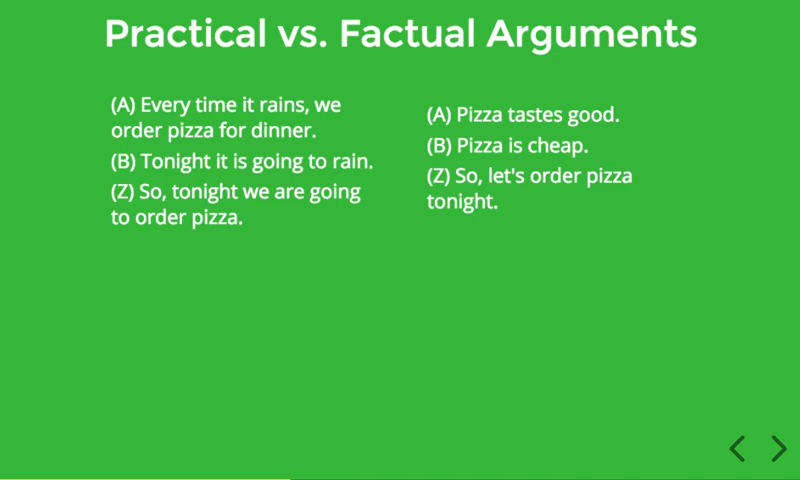 Practical vs. Factual Arguments
(A) Every time it rains, we
order pizza for dinner.
(B) Tonight it is going to rain.
(Z) So, tonight we are going
to order pizza.
(A) Pizza tastes good.
(B) Pizza is cheap.
(Z) So, let's order pizza
tonight.